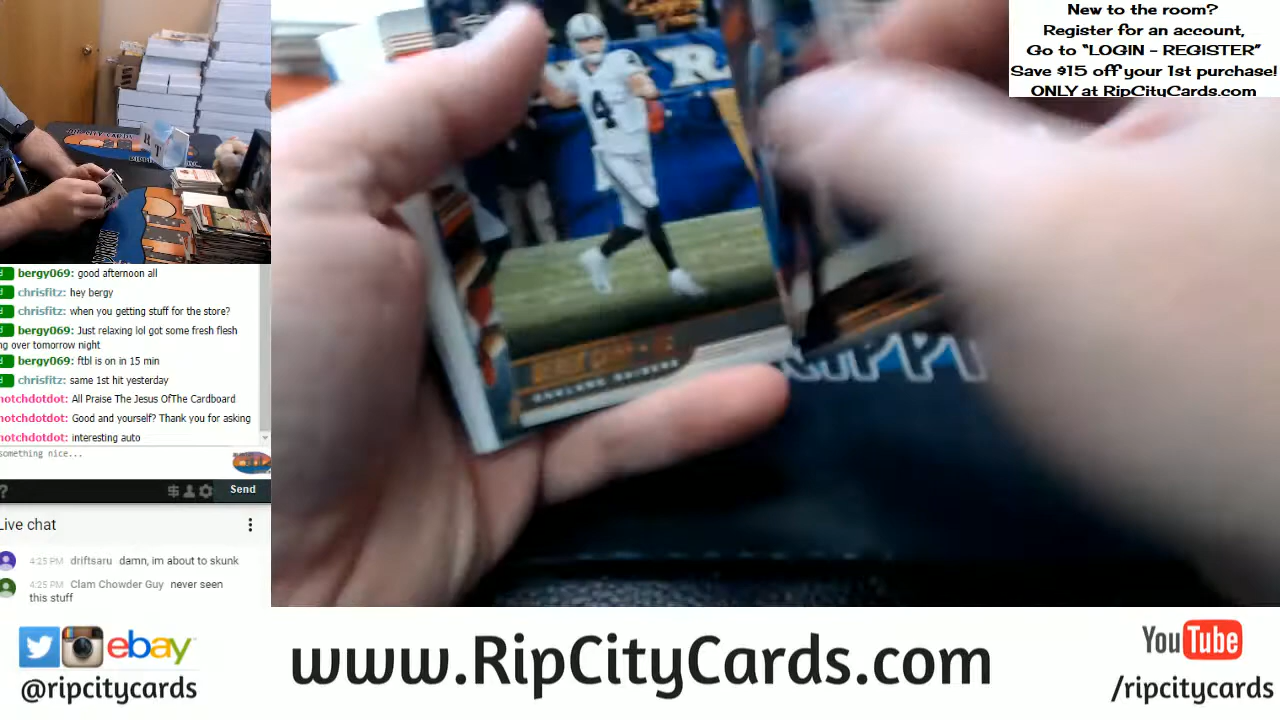 New to the room?
Register for an account,
Go to “LOGIN – REGISTER”
Save $15 off your 1st purchase!
ONLY at RipCityCards.com
4
bergy069: good afternoon all
chrisfitz: hey bergy
chrisfitz: when you getting stuff for the store?
bergy069: Just relaxing lol got some fresh flesh
ng over tomorrow night
bergy069: ftbl is on in 15 min
chrisfitz: same 1st hit yesterday
notchdotdot: All Praise The Jesus OfThe Cardboard
notchdotdot: Good and yourself? Thank you for asking
notchdotdot: interesting auto
something nice...
Send
Live chat
4:25 PM driftsaru damn, im about to skunk
4:25 PM Clam Chowder Guy never seen
this stuff
OAKLAND RAIDERS
ebay
@ripcitycards
www.RipCityCards.com
YouTube
/ripcitycards